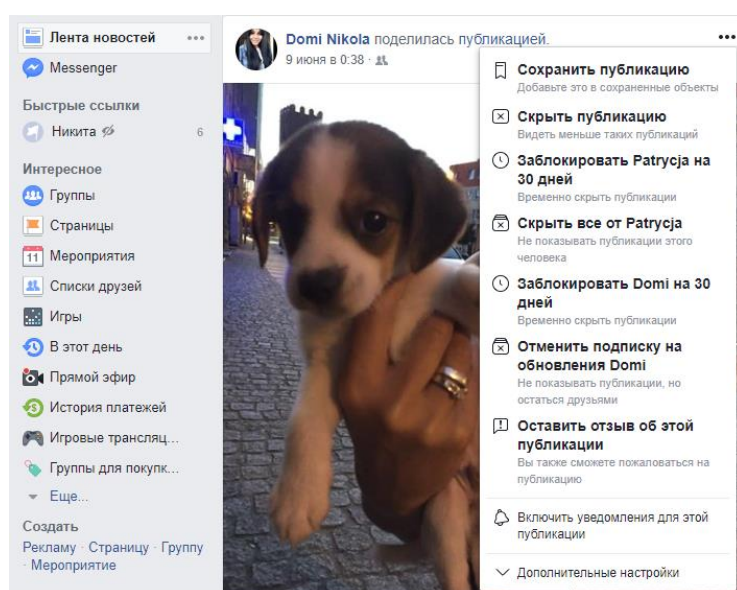 Лента новостей
Messenger
Быстрые ссылки
Никита
6
Интересное
Группы
Страницы
11
Мероприятия
Списки друзей
Игры
В этот день
Прямой эфир
История платежей
Игровые трансляц...
Группы для покупк...
Еще...
Создать
Рекламу · Страницу · Группу
· Мероприятие
Domi Nikola поделилась публикацией.
9 июня в 0:38 ·
Сохранить публикацию
Добавьте это в сохраненные объекты
Скрыть публикацию
Видеть меньше таких публикаций
Заблокировать Patrycja на
30 дней
Временно скрыть публикации
Скрыть все от Patrycja
Не показывать публикации этого
человека
Заблокировать Domi на 30
дней
Временно скрыть публикации
Отменить подписку на
обновления Domi
Не показывать публикации, но
остаться друзьями
Оставить отзыв об этой
публикации
Вы также сможете пожаловаться на
публикацию
Включить уведомления для этой
публикации
Дополнительные настройки